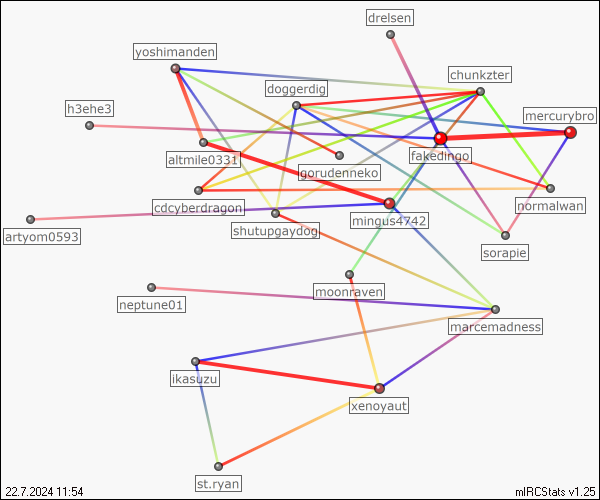 drelsen
yoshimanden
chunkzter
doggerdig
h3ehe3
mercurybro
fakedingo
altmile0331
igorudenneko
normalwan
cdcyberdragon
mingus4742
shutupgaydog
artyom0593
sorapie
moonraven
neptune01
marcemadness
ikasuzu
xenoyaut
st.ryan
22.7.2024 11:54
mIRCStats v1.25